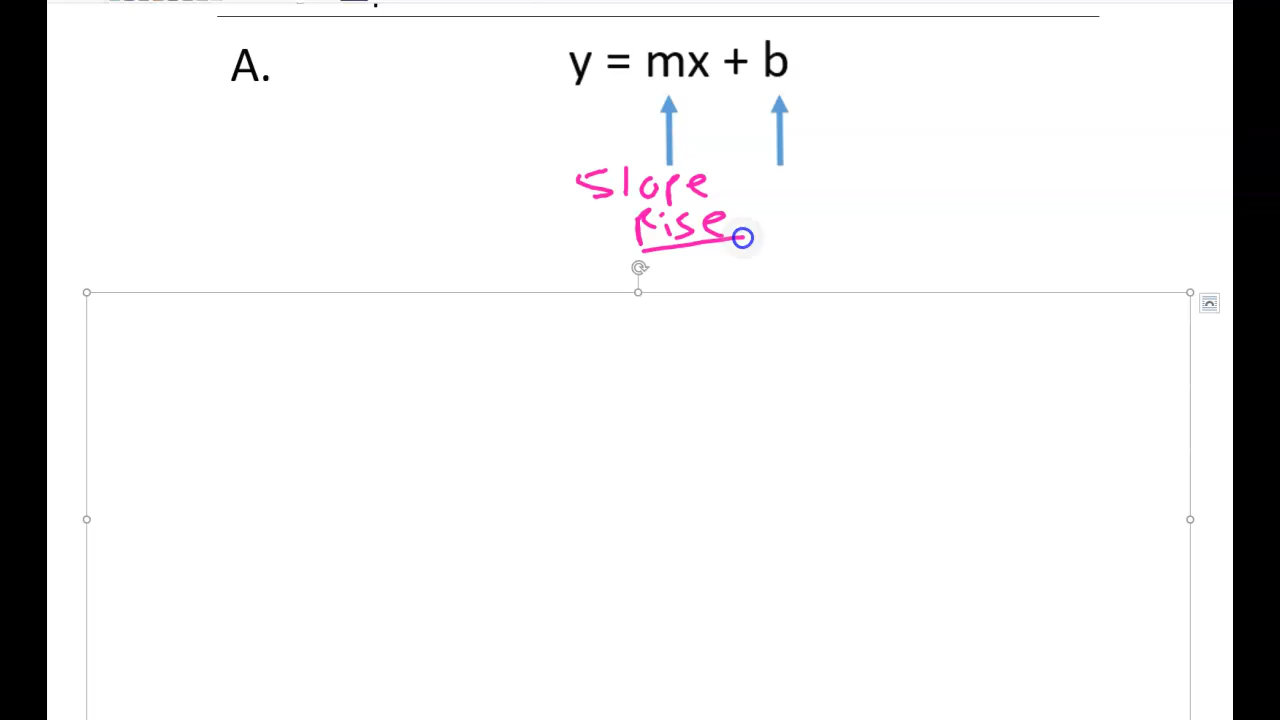 A. y = mx + b
Slope
Rise